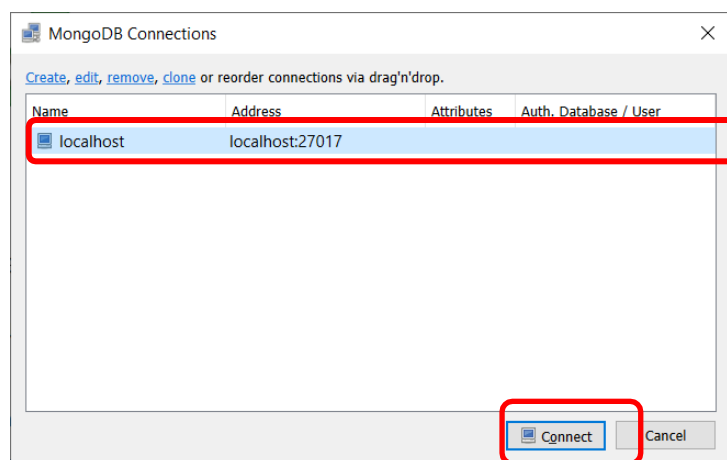 MongoDB Connections
Create, edit, remove, clone or reorder connections via drag'n'drop.
Name Address Attributes Auth. Database / User
localhost localhost:27017
Connect Cancel